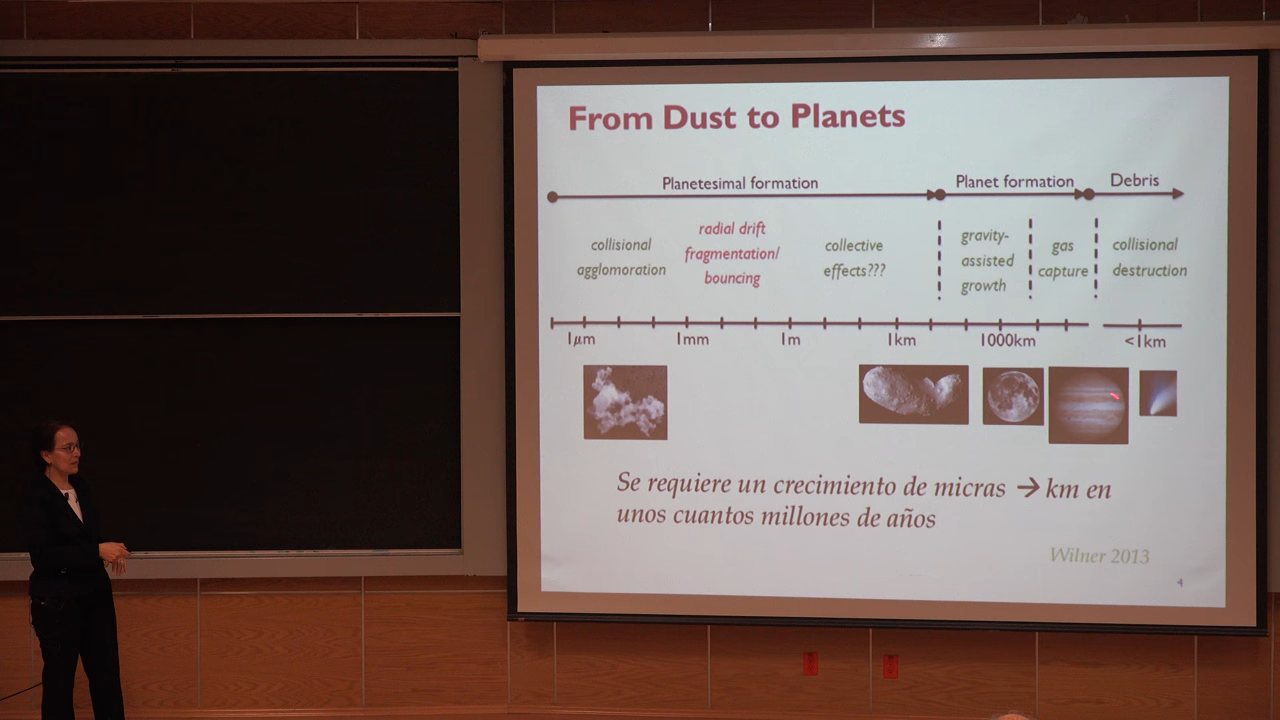 From Dust to Planets
Planetesimal formation
Planet formation
Debris
collisional
agglomoration
radial drift
fragmentation/
bouncing
collective
effects???
gravity-
assisted
growth
gas
capture
collisional
destruction
1μm
1mm
1m
1km
1000km
<1km
Se requiere un crecimiento de micras → km en
unos cuantos millones de años
Wilner 2013
4